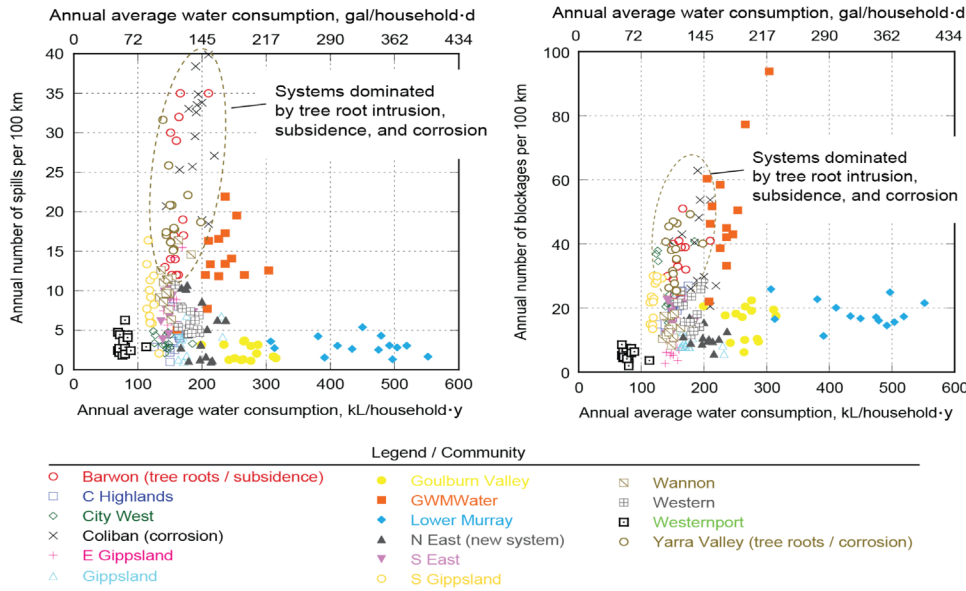 Annual average water consumption, gal/household·d
0 72 145 217 290 362 434
Annual number of spills per 100 km
40
35
30
25
20
15
10
5
0
Systems dominated
by tree root intrusion,
subsidence, and corrosion
0 100 200 300 400 500 600
Annual average water consumption, kL/household·y
Annual average water consumption, gal/household·d
0 72 145 217 290 362 434
Annual number of blockages per 100 km
100
80
60
40
20
0
Systems dominated
by tree root intrusion,
subsidence, and corrosion
0 100 200 300 400 500 600
Annual average water consumption, kL/household·y
Legend / Community
Barwon (tree roots / subsidence)
C Highlands
City West
Coliban (corrosion)
E Gippsland
Gippsland
Goulburn Valley
GWMWater
Lower Murray
N East (new system)
S East
S Gippsland
Wannon
Western
Westernport
Yarra Valley (tree roots / corrosion)